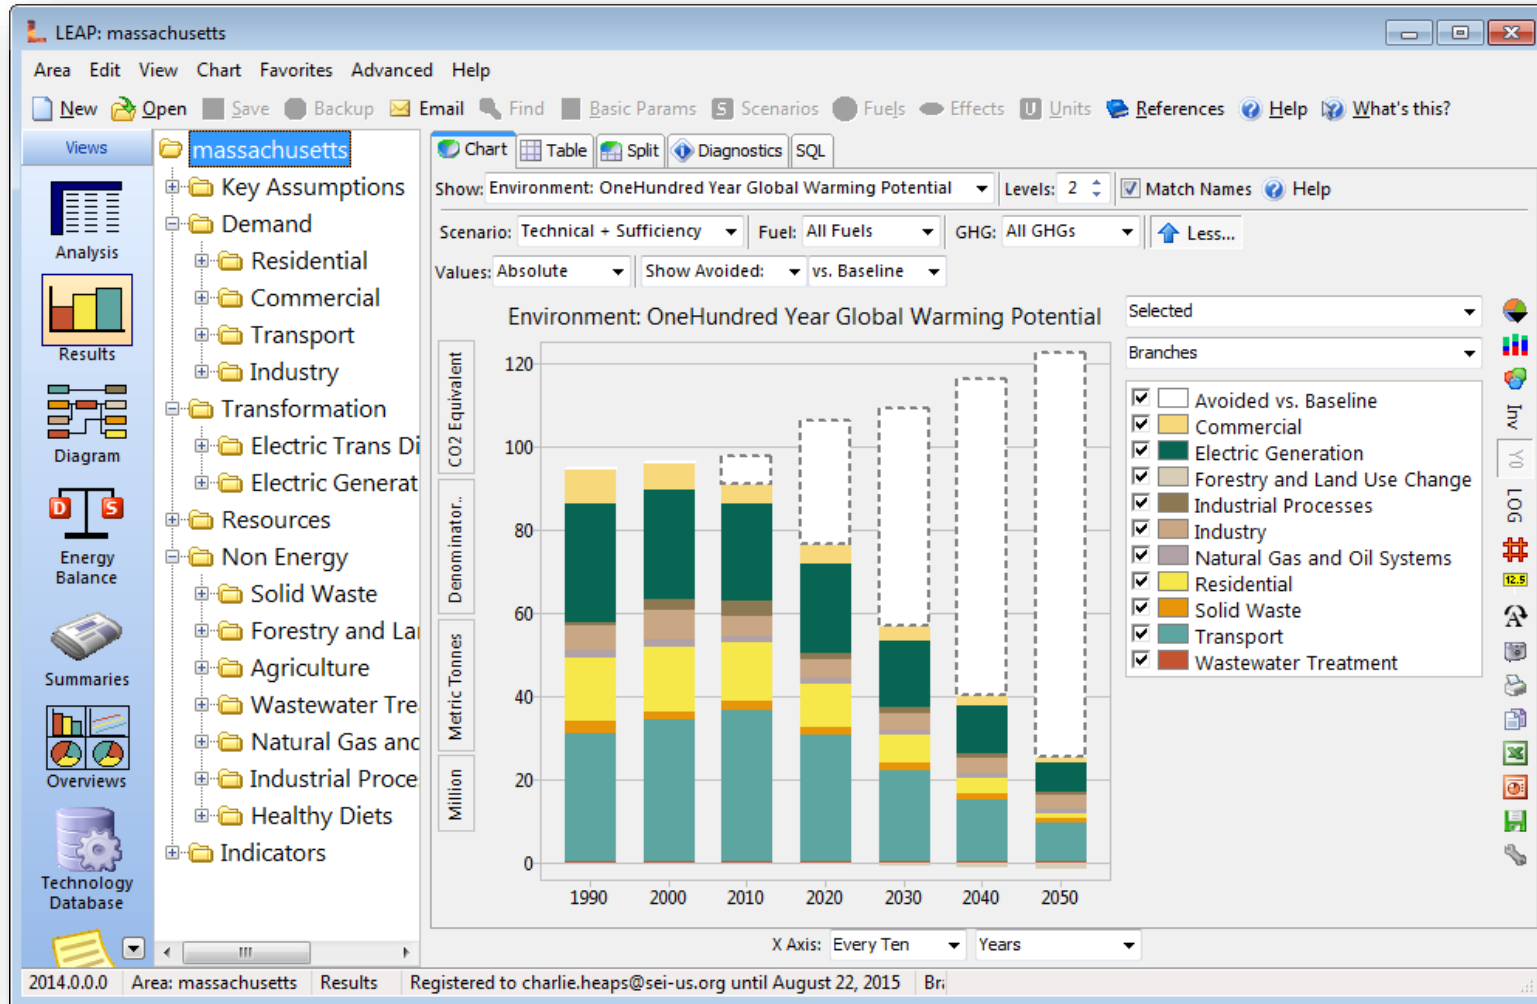 LEAP: massachusetts
Area Edit View Chart Favorites Advanced Help
New Open Save Backup Email Find Basic Params S Scenarios Fuels Effects U Units References Help What's this?
Views
Analysis
Results
Diagram
D S
Energy
Balance
Summaries
Overviews
Technology
Database
massachusetts
Key Assumptions
Demand
Residential
Commercial
Transport
Industry
Transformation
Electric Trans Di
Electric Generat
Resources
Non Energy
Solid Waste
Forestry and La
Agriculture
Wastewater Tre
Natural Gas and
Industrial Proce
Healthy Diets
Indicators
Chart Table Split Diagnostics SQL
Show: Environment: OneHundred Year Global Warming Potential Levels: 2 Match Names Help
Scenario: Technical + Sufficiency Fuel: All Fuels GHG: All GHGs Less...
Values: Absolute Show Avoided: vs. Baseline
Environment: OneHundred Year Global Warming Potential
CO2 Equivalent
Denominator..
Metric Tonnes
Million
120
100
80
60
40
20
0
1990 2000 2010 2020 2030 2040 2050
Selected
Branches
Avoided vs. Baseline
Commercial
Electric Generation
Forestry and Land Use Change
Industrial Processes
Industry
Natural Gas and Oil Systems
Residential
Solid Waste
Transport
Wastewater Treatment
Inv
Y0
LOG
12.5
A
X Axis: Every Ten Years
2014.0.0.0 Area: massachusetts Results Registered to charlie.heaps@sei-us.org until August 22, 2015 Bra